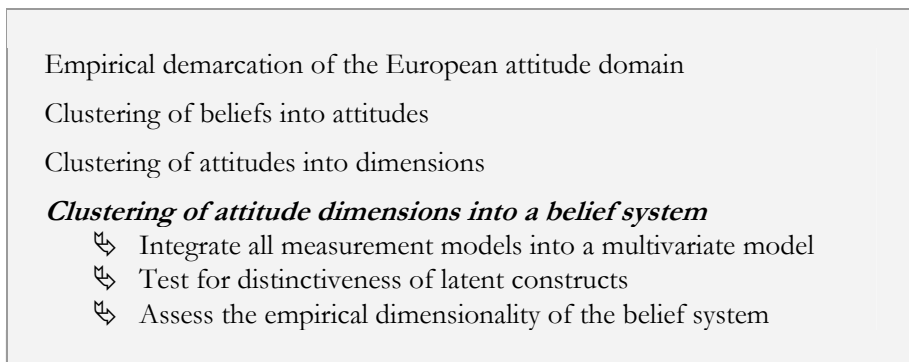 Empirical demarcation of the European attitude domain
Clustering of beliefs into attitudes
Clustering of attitudes into dimensions
Clustering of attitude dimensions into a belief system
Integrate all measurement models into a multivariate model
Test for distinctiveness of latent constructs
Assess the empirical dimensionality of the belief system